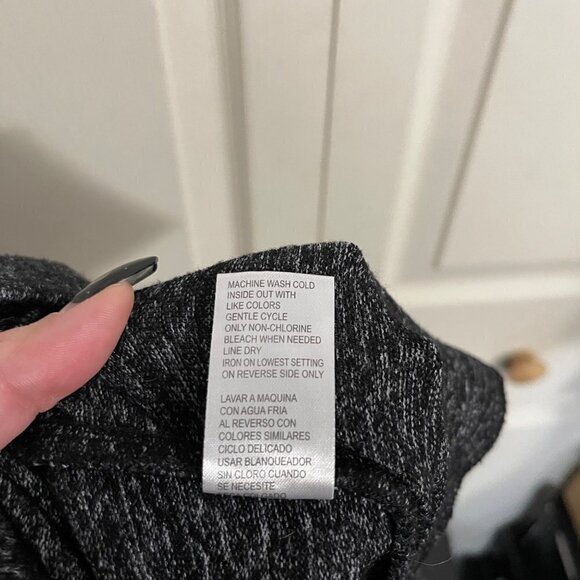 MACHINE WASH COLD
INSIDE OUT WITH
LIKE COLORS
GENTLE CYCLE
ONLY NON-CHLORINE
BLEACH WHEN NEEDED
LINE DRY
IRON ON LOWEST SETTING
ON REVERSE SIDE ONLY
LAVAR A MAQUINA
CON AGUA FRIA
AL REVERSO CON
COLORES SIMILARES
CICLO DELICADO
USAR BLANQUEADOR
SIN CLORO CUANDO
SE NECESITE